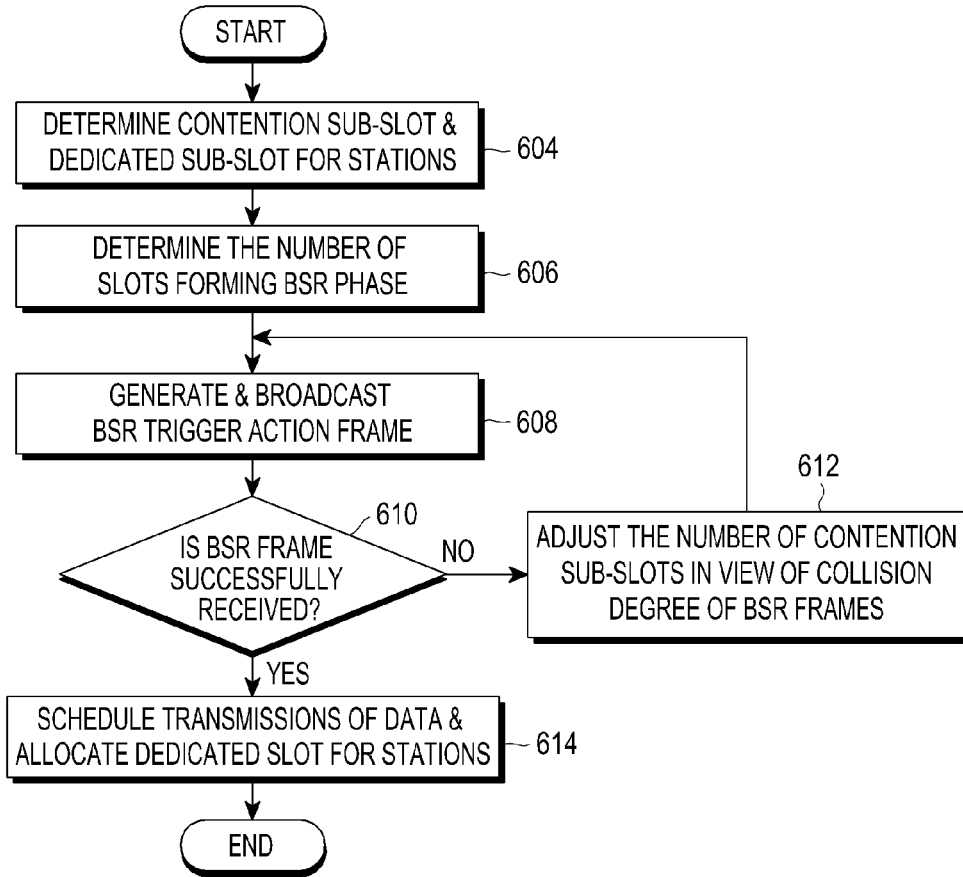 START
DETERMINE CONTENTION SUB-SLOT &
DEDICATED SUB-SLOT FOR STATIONS
604
DETERMINE THE NUMBER OF
SLOTS FORMING BSR PHASE
606
GENERATE & BROADCAST
BSR TRIGGER ACTION FRAME
608
610
IS BSR FRAME
SUCCESSFULLY
RECEIVED?
NO
612
ADJUST THE NUMBER OF CONTENTION
SUB-SLOTS IN VIEW OF COLLISION
DEGREE OF BSR FRAMES
YES
SCHEDULE TRANSMISSIONS OF DATA &
ALLOCATE DEDICATED SLOT FOR STATIONS
614
END